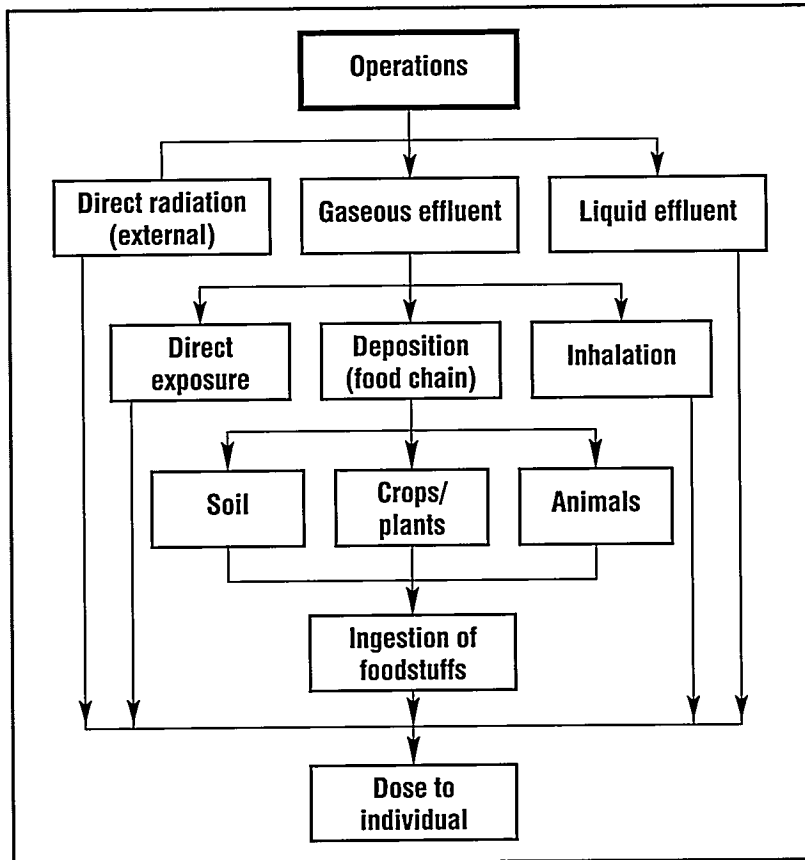 Operations
Direct radiation
(external)
Gaseous effluent
Liquid effluent
Direct
exposure
Deposition
(food chain)
Inhalation
Soil
Crops/
plants
Animals
Ingestion of
foodstuffs
Dose to
individual